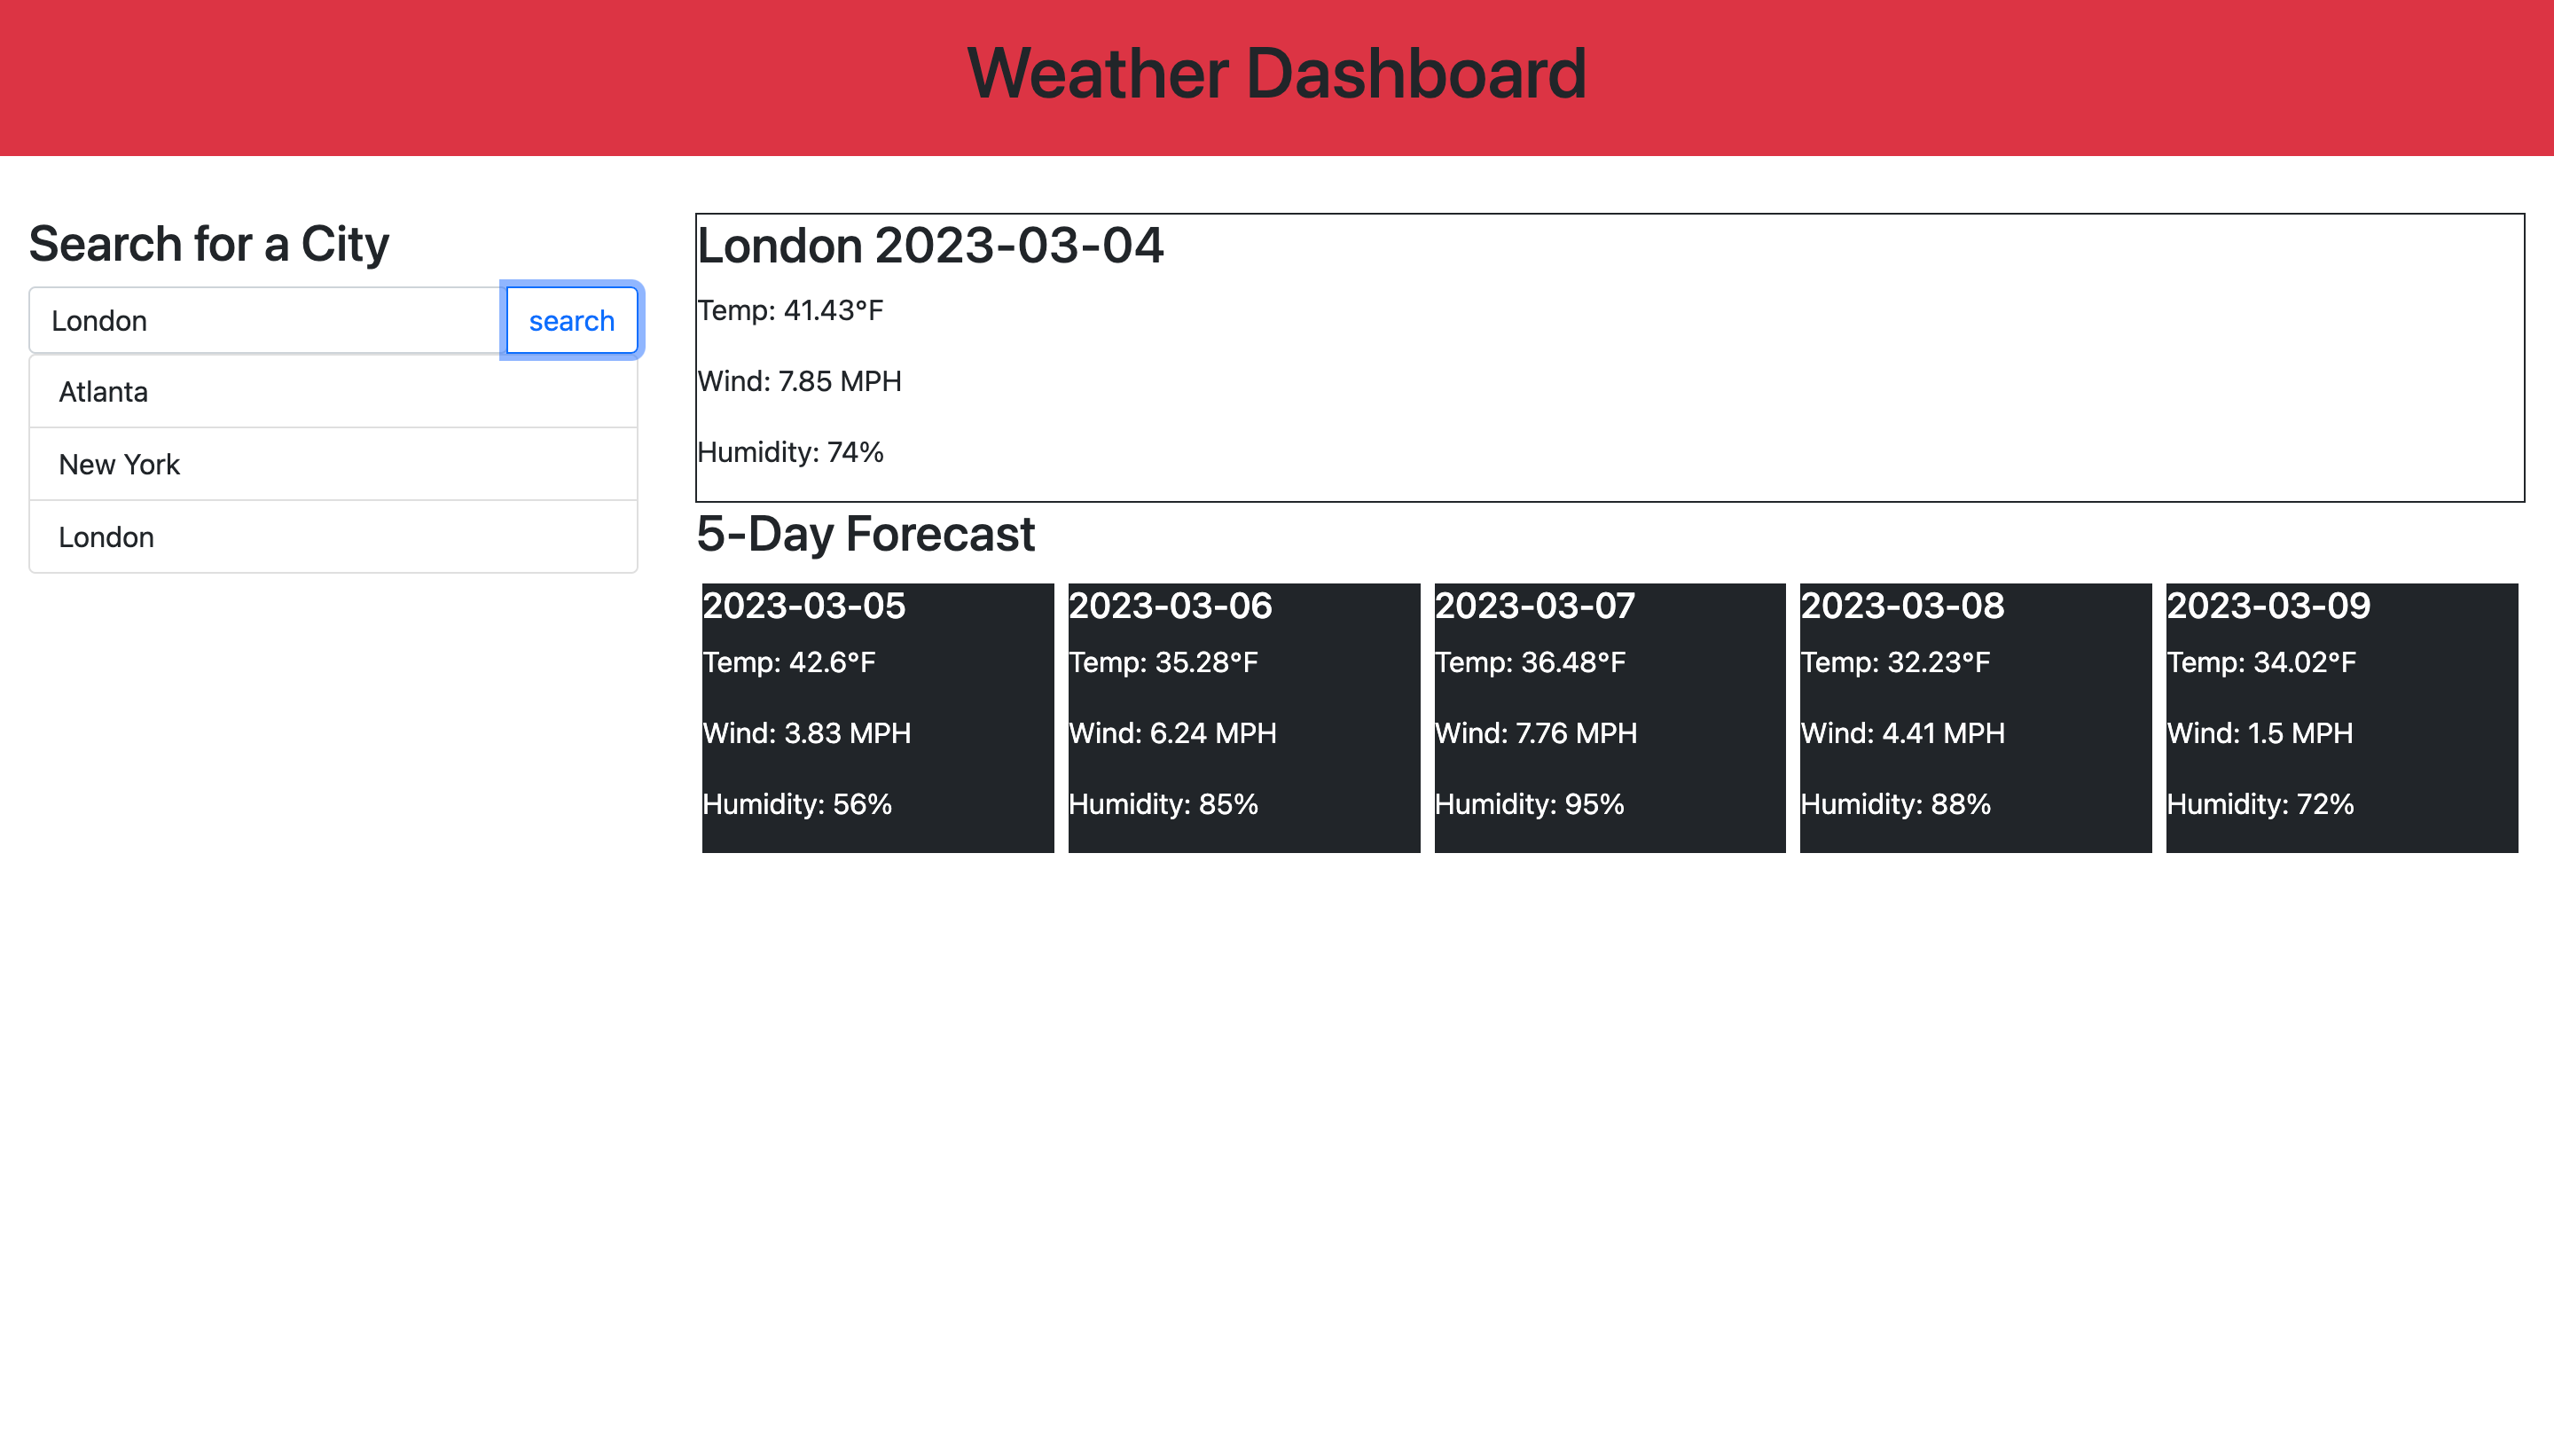 Weather Dashboard
Search for a City
London
search
Atlanta
New York
London
London 2023-03-04
Temp: 41.43°F
Wind: 7.85 MPH
Humidity: 74%
5-Day Forecast
2023-03-05
Temp: 42.6°F
Wind: 3.83 MPH
Humidity: 56%
2023-03-06
Temp: 35.28°F
Wind: 6.24 MPH
Humidity: 85%
2023-03-07
Temp: 36.48°F
Wind: 7.76 MPH
Humidity: 95%
2023-03-08
Temp: 32.23°F
Wind: 4.41 MPH
Humidity: 88%
2023-03-09
Temp: 34.02°F
Wind: 1.5 MPH
Humidity: 72%